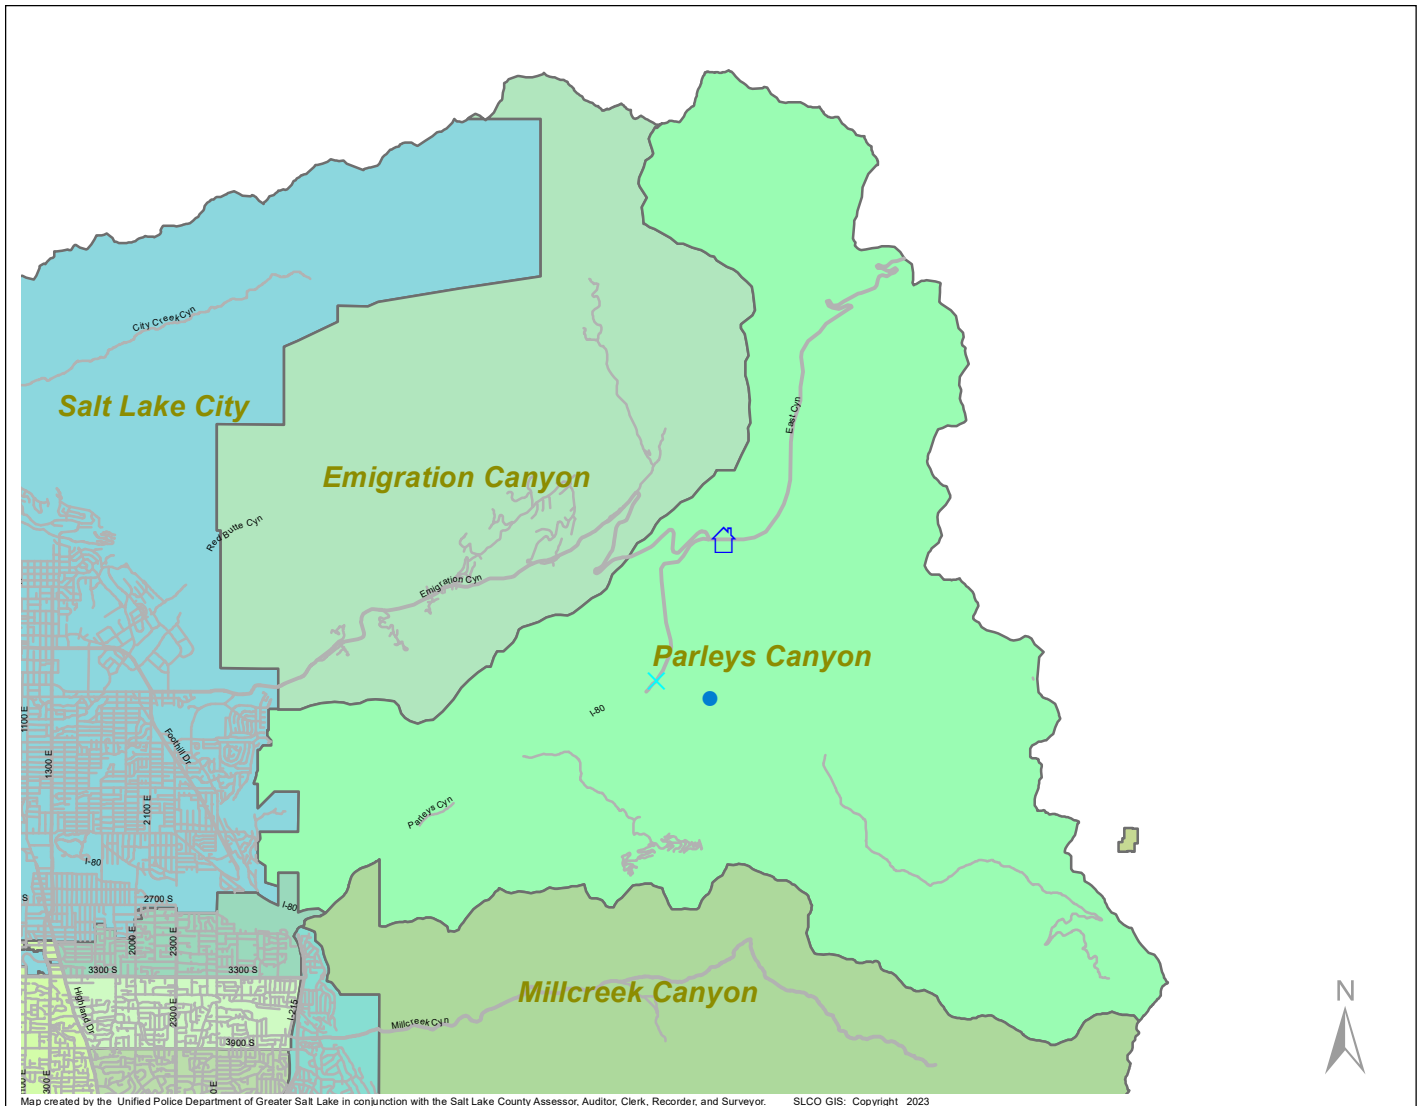 City Creek Cyn
Salt Lake City
East Cyn
Emigration Canyon
Red Butte Cyn
Emigration Cyn
Parleys Canyon
I-80
1100 E
1300 E
Foothill Dr
2100 E
Parleys Cyn
I-80
S
2700 S
I-80
2000 E
2300 E
3300 S
3300 S
Millcreek Canyon
N
Highland Dr
2300 E
I-215
Millcreek Cyn
3900 S
Map created by the Unified Police Department of Greater Salt Lake in conjunction with the Salt Lake County Assessor, Auditor, Clerk, Recorder, and Surveyor. SLCO GIS: Copyright 2023